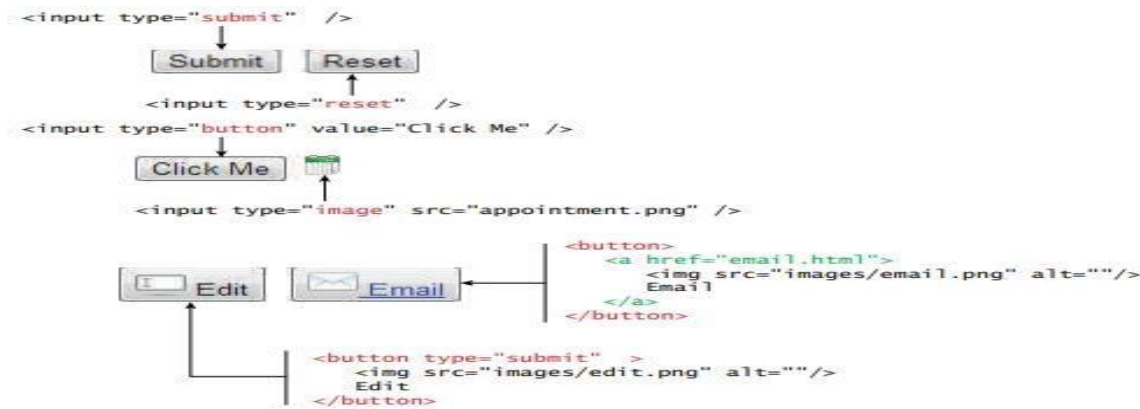 <input type="submit"  />
Submit Reset
<input type="reset"  />
<input type="button" value="Click Me" />
Click Me
<input type="image" src="appointment.png" />
<button>
<a href="email.html">
<img src="images/email.png" alt=""/>
Email
</a>
</button>
Edit Email
<button type="submit"  >
<img src="images/edit.png" alt=""/>
Edit
</button>